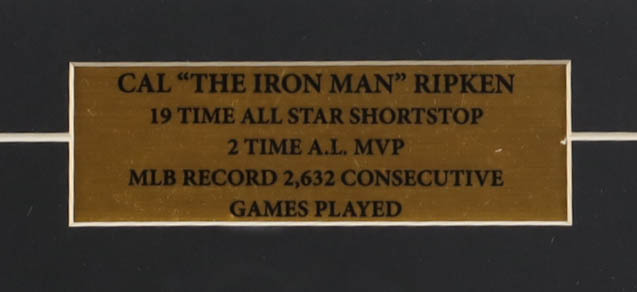 CAL “THE IRON MAN” RIPKEN
19 TIME ALL STAR SHORTSTOP
2 TIME A.L. MVP
MLB RECORD 2,632 CONSECUTIVE
GAMES PLAYED